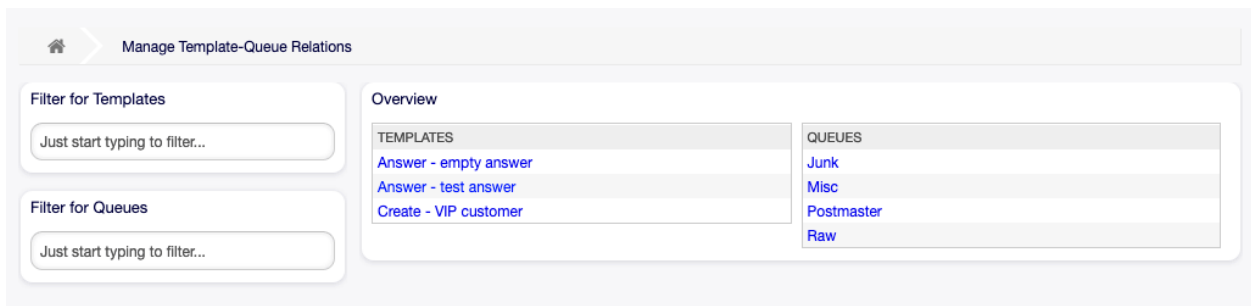 Manage Template-Queue Relations
Filter for Templates
Just start typing to filter...
Filter for Queues
Just start typing to filter...
Overview
TEMPLATES
Answer - empty answer
Answer - test answer
Create - VIP customer
QUEUES
Junk
Misc
Postmaster
Raw